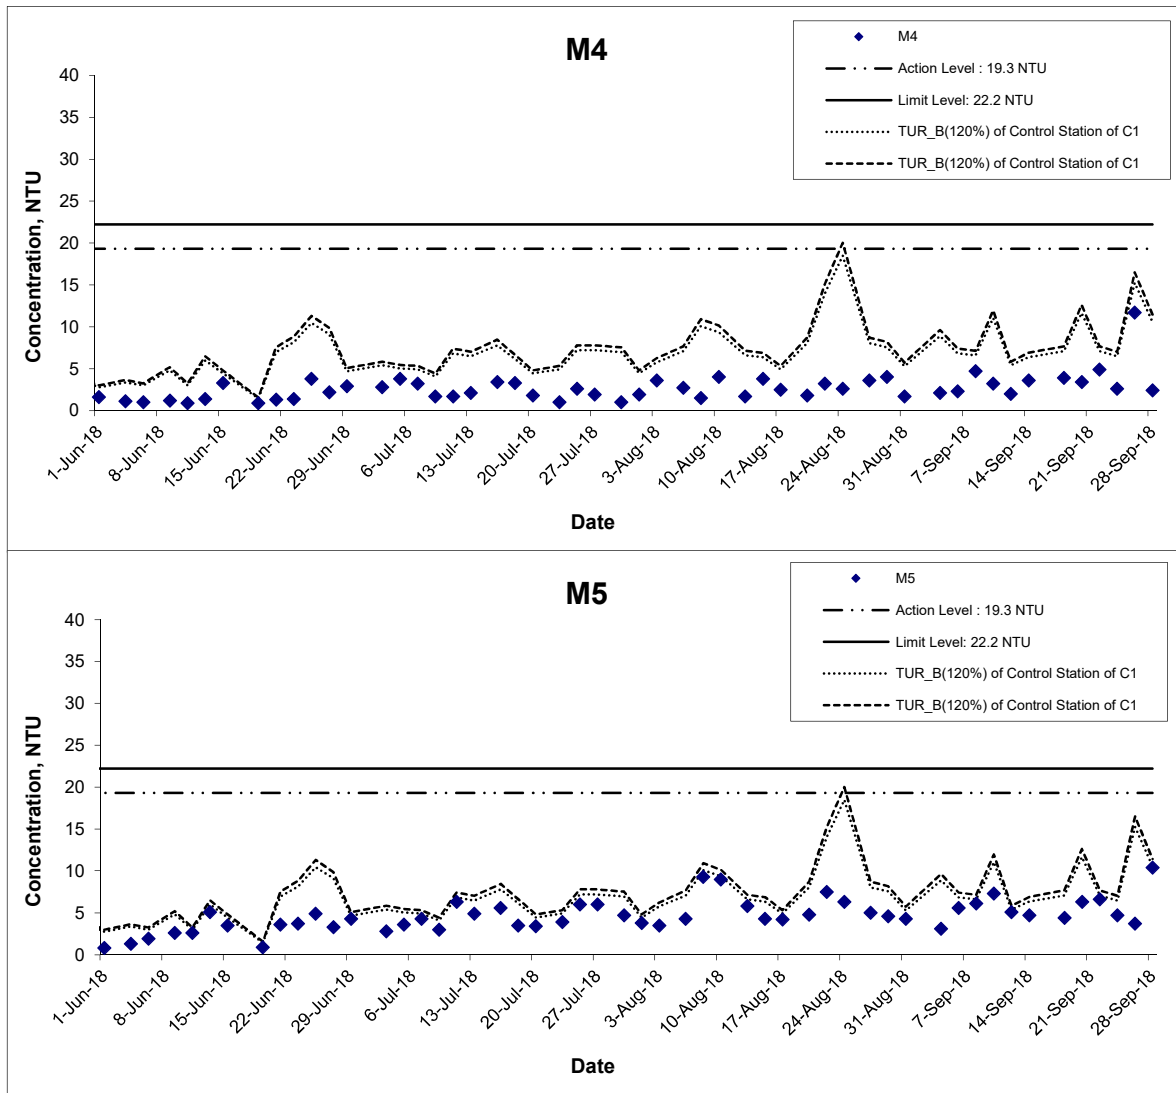 M4
M4
Action Level : 19.3 NTU
Limit Level: 22.2 NTU
TUR_B(120%) of Control Station of C1
TUR_B(120%) of Control Station of C1
Concentration, NTU
40
35
30
25
20
15
10
5
0
1-Jun-18
8-Jun-18
15-Jun-18
22-Jun-18
29-Jun-18
6-Jul-18
13-Jul-18
20-Jul-18
27-Jul-18
3-Aug-18
10-Aug-18
17-Aug-18
24-Aug-18
31-Aug-18
7-Sep-18
14-Sep-18
21-Sep-18
28-Sep-18
Date
M5
M5
Action Level : 19.3 NTU
Limit Level: 22.2 NTU
TUR_B(120%) of Control Station of C1
TUR_B(120%) of Control Station of C1
Concentration, NTU
40
35
30
25
20
15
10
5
0
1-Jun-18
8-Jun-18
15-Jun-18
22-Jun-18
29-Jun-18
6-Jul-18
13-Jul-18
20-Jul-18
27-Jul-18
3-Aug-18
10-Aug-18
17-Aug-18
24-Aug-18
31-Aug-18
7-Sep-18
14-Sep-18
21-Sep-18
28-Sep-18
Date